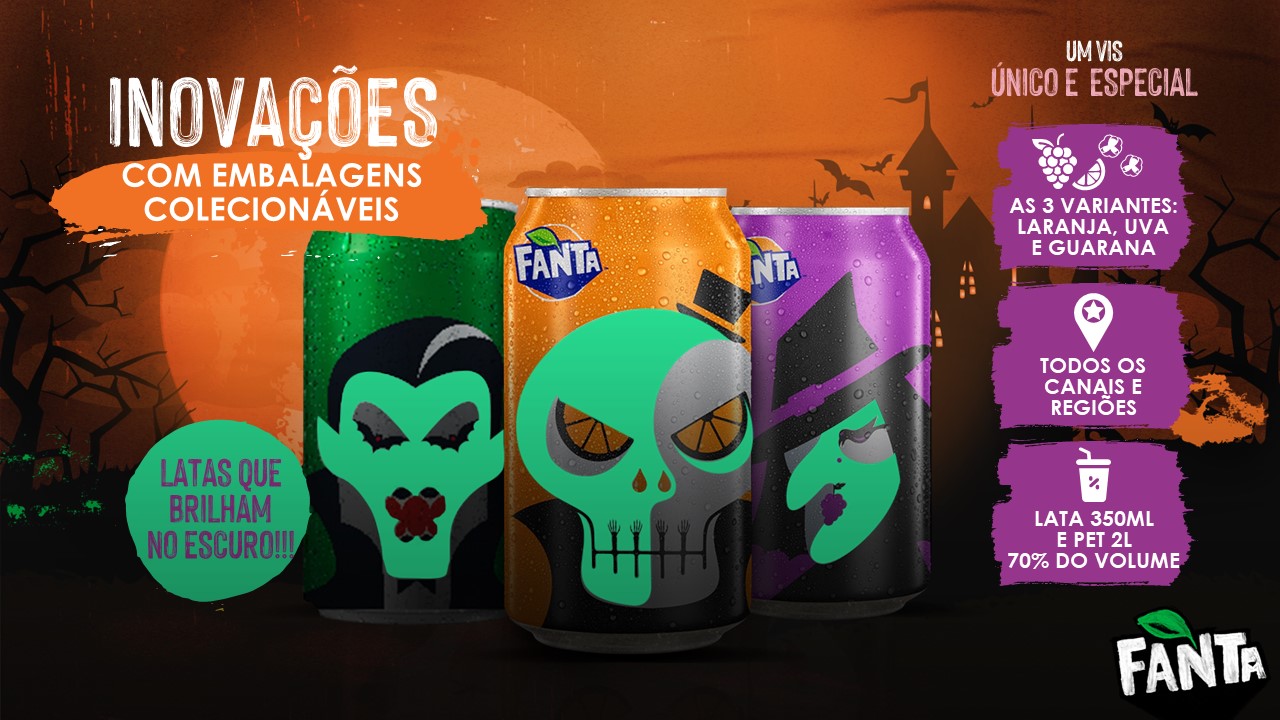 INOVAÇÕES
COM EMBALAGENS
COLECIONÁVEIS
LATAS QUE
BRILHAM
NO ESCURO!!!
FANTA
NTA
UM VIS
ÚNICO E ESPECIAL
AS 3 VARIANTES:
LARANJA, UVA
E GUARANA
TODOS OS
CANAIS E
REGIÕES
LATA 350ML
E PET 2L
70% DO VOLUME
FANTA